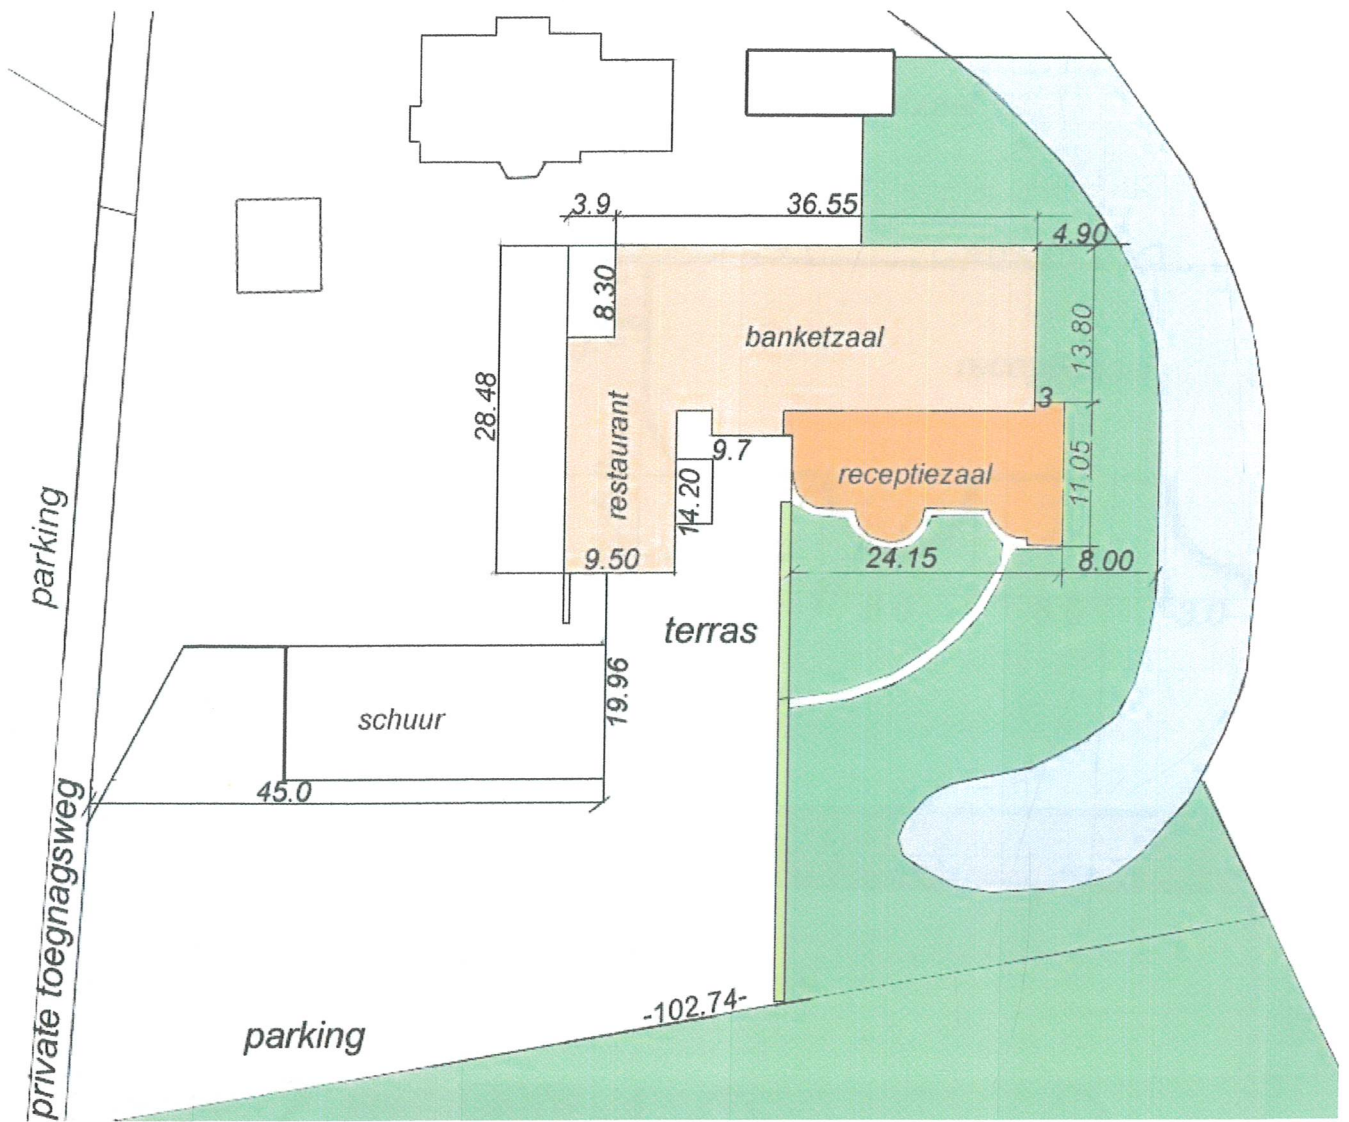 3.9
36.55
4.90
8.30
13.80
banketzaal
28.48
restaurant
3
9.7
receptiezaal
11.05
14.20
parking
9.50
24.15
8.00
terras
19.96
schuur
45.0
private toegnagsweg
-102.74-
parking